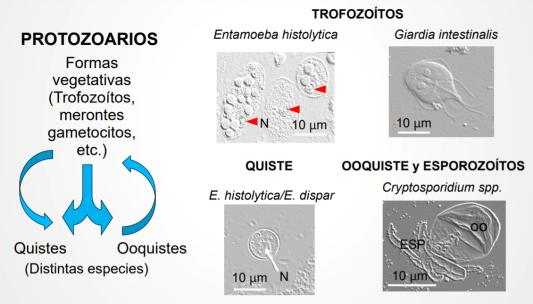 PROTOZOARIOS
Formas
vegetativas
(Trofozoítos,
merontes
gametocitos,
etc.)
Quistes
Ooquistes
(Distintas especies)
TROFOZOÍTOS
Entamoeba histolytica
N
10 µm
Giardia intestinalis
10 µm
QUISTE
E. histolytica/E. dispar
10 µm
N
OOQUISTE y ESPOROZOÍTOS
Cryptosporidium spp.
OO
ESP
10 µm